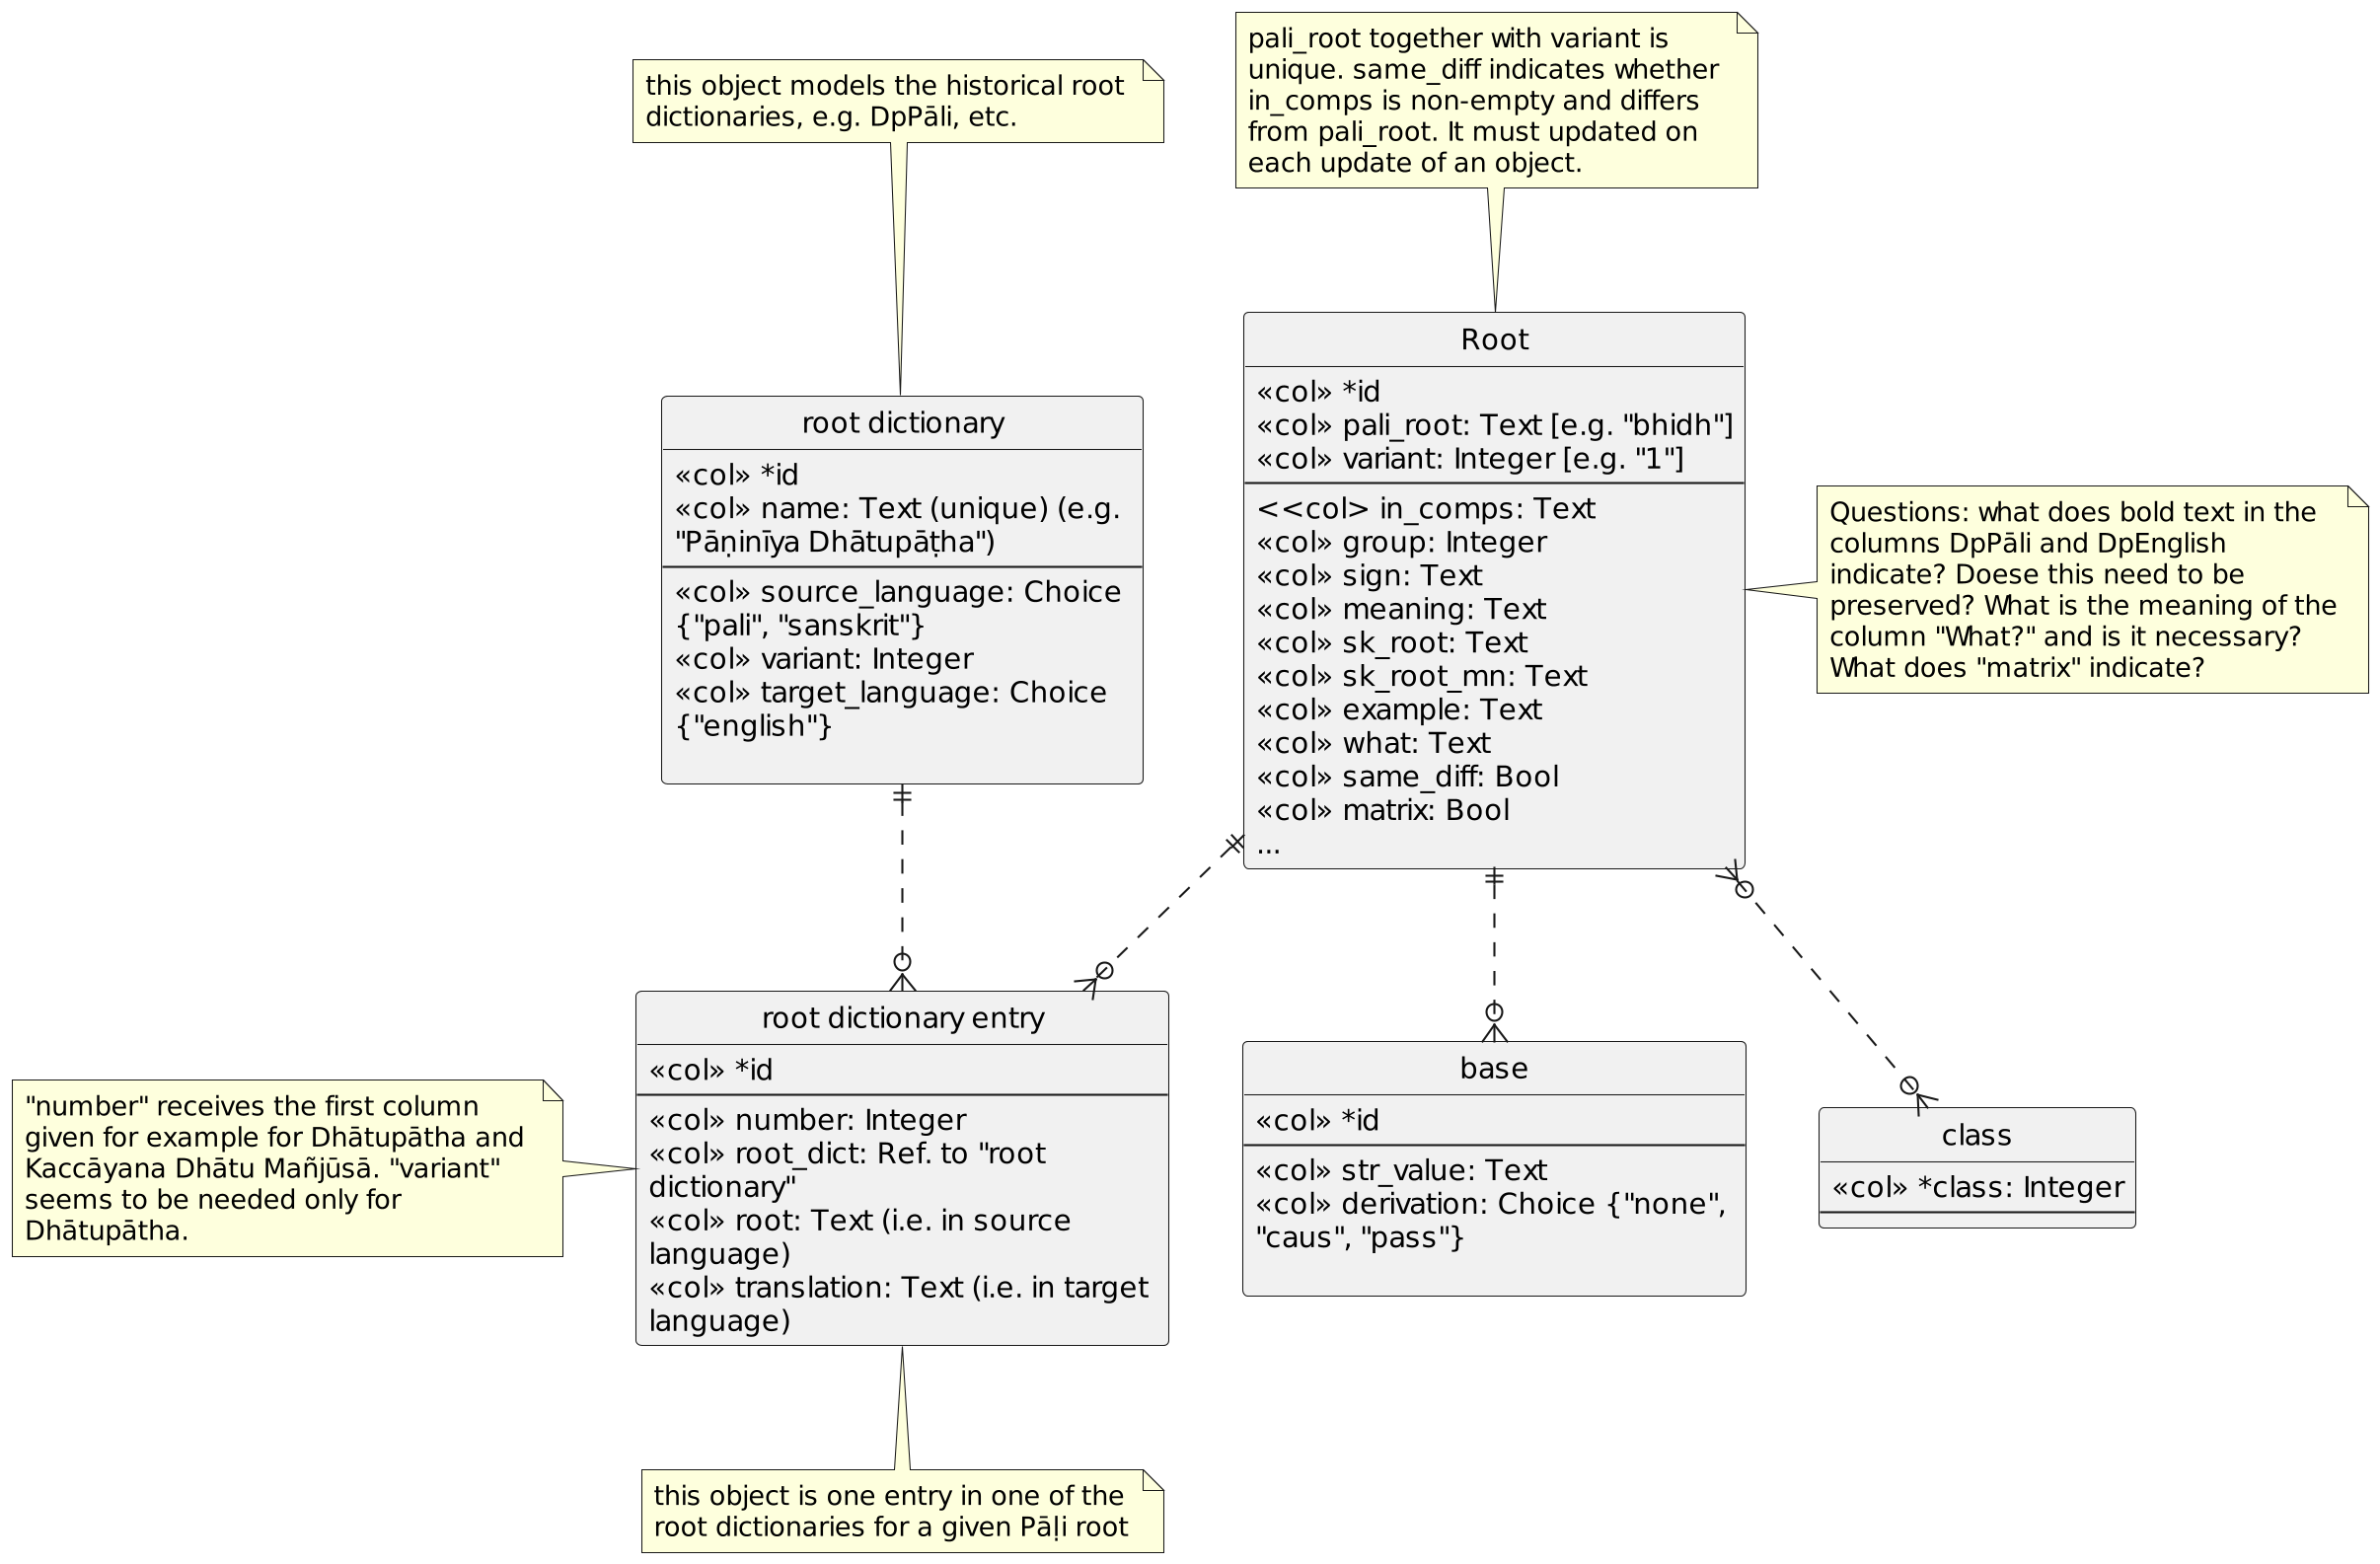 this object models the historical root
dictionaries, e.g. DpPāli, etc.
pali_root together with variant is
unique. same_diff indicates whether
in_comps is non-empty and differs
from pali_root. It must updated on
each update of an object.
root dictionary
«col» *id
«col» name: Text (unique) (e.g.
"Pāṇinīya Dhātupāṭha")
«col» source_language: Choice
{"pali", "sanskrit"}
«col» variant: Integer
«col» target_language: Choice
{"english"}
Root
«col» *id
«col» pali_root: Text [e.g. "bhidh"]
«col» variant: Integer [e.g. "1"]
<<col> in_comps: Text
«col» group: Integer
«col» sign: Text
«col» meaning: Text
«col» sk_root: Text
«col» sk_root_mn: Text
«col» example: Text
«col» what: Text
«col» same_diff: Bool
«col» matrix: Bool
...
Questions: what does bold text in the
columns DpPāli and DpEnglish
indicate? Doese this need to be
preserved? What is the meaning of the
column "What?" and is it necessary?
What does "matrix" indicate?
"number" receives the first column
given for example for Dhātupātha and
Kaccāyana Dhātu Mañjūsā. "variant"
seems to be needed only for
Dhātupātha.
root dictionary entry
«col» *id
«col» number: Integer
«col» root_dict: Ref. to "root
dictionary"
«col» root: Text (i.e. in source
language)
«col» translation: Text (i.e. in target
language)
base
«col» *id
«col» str_value: Text
«col» derivation: Choice {"none",
"caus", "pass"}
class
«col» *class: Integer
this object is one entry in one of the
root dictionaries for a given Pāḷi root